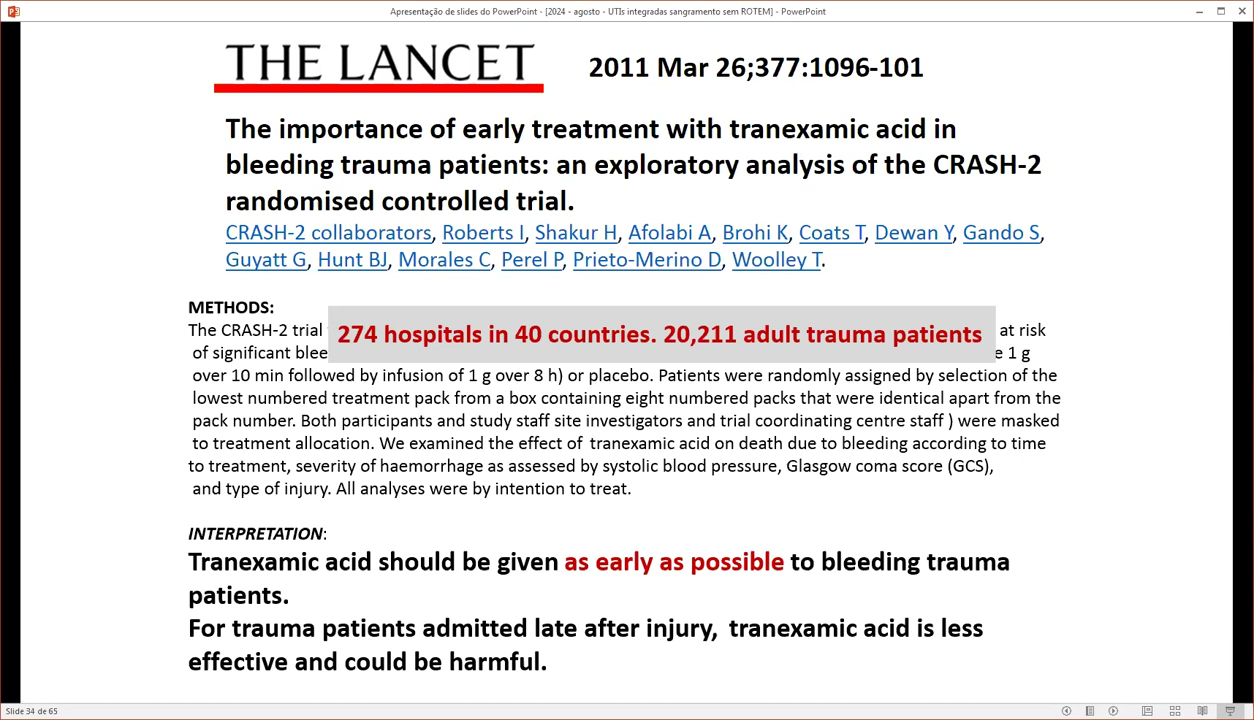 Apresentação de slides do PowerPoint - [2024 - agosto - UTIs integradas sangramento sem ROTEM] - PowerPoint
THE LANCET
2011 Mar 26;377:1096-101
The importance of early treatment with tranexamic acid in
bleeding trauma patients: an exploratory analysis of the CRASH-2
randomised controlled trial.
CRASH-2 collaborators, Roberts I, Shakur H, Afolabi A, Brohi K, Coats T, Dewan Y, Gando S,
Guyatt G, Hunt BJ, Morales C, Perel P, Prieto-Merino D, Woolley T.
METHODS:
The CRASH-2 trial at risk
274 hospitals in 40 countries. 20,211 adult trauma patients
of significant blee e 1 g
over 10 min followed by infusion of 1 g over 8 h) or placebo. Patients were randomly assigned by selection of the
lowest numbered treatment pack from a box containing eight numbered packs that were identical apart from the
pack number. Both participants and study staff site investigators and trial coordinating centre staff ) were masked
to treatment allocation. We examined the effect of tranexamic acid on death due to bleeding according to time
to treatment, severity of haemorrhage as assessed by systolic blood pressure, Glasgow coma score (GCS),
and type of injury. All analyses were by intention to treat.
INTERPRETATION:
Tranexamic acid should be given as early as possible to bleeding trauma
patients.
For trauma patients admitted late after injury, tranexamic acid is less
effective and could be harmful.
Slide 34 de 65